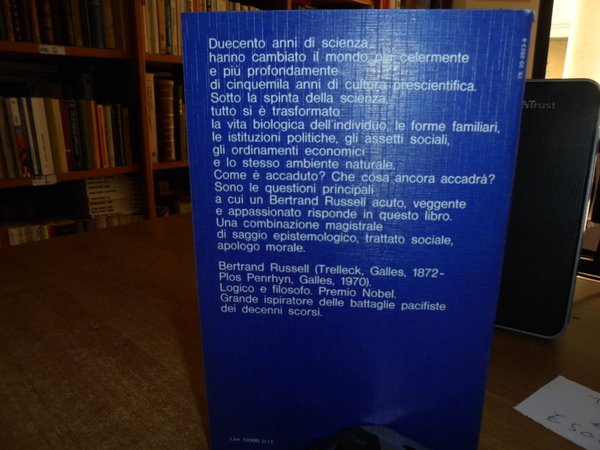 Duecento anni di scienza
hanno cambiato il mondo più celermente
e più profondamente
di cinquemila anni di cultura prescientifica.
Sotto la spinta della scienza,
tutto si è trasformato:
la vita biologica dell'individuo, le forme familiari,
le istituzioni politiche, gli assetti sociali,
gli ordinamenti economici
e lo stesso ambiente naturale.
Come è accaduto? Che cosa ancora accadrà?
Sono le questioni principali
a cui un Bertrand Russell acuto, veggente
e appassionato risponde in questo libro.
Una combinazione magistrale
di saggio epistemologico, trattato sociale,
apologo morale.
Bertrand Russell (Trelleck, Galles, 1872-
Plos Penrhyn, Galles, 1970).
Logico e filosofo. Premio Nobel.
Grande ispiratore delle battaglie pacifiste
dei decenni scorsi.
Lire 12000
Trust